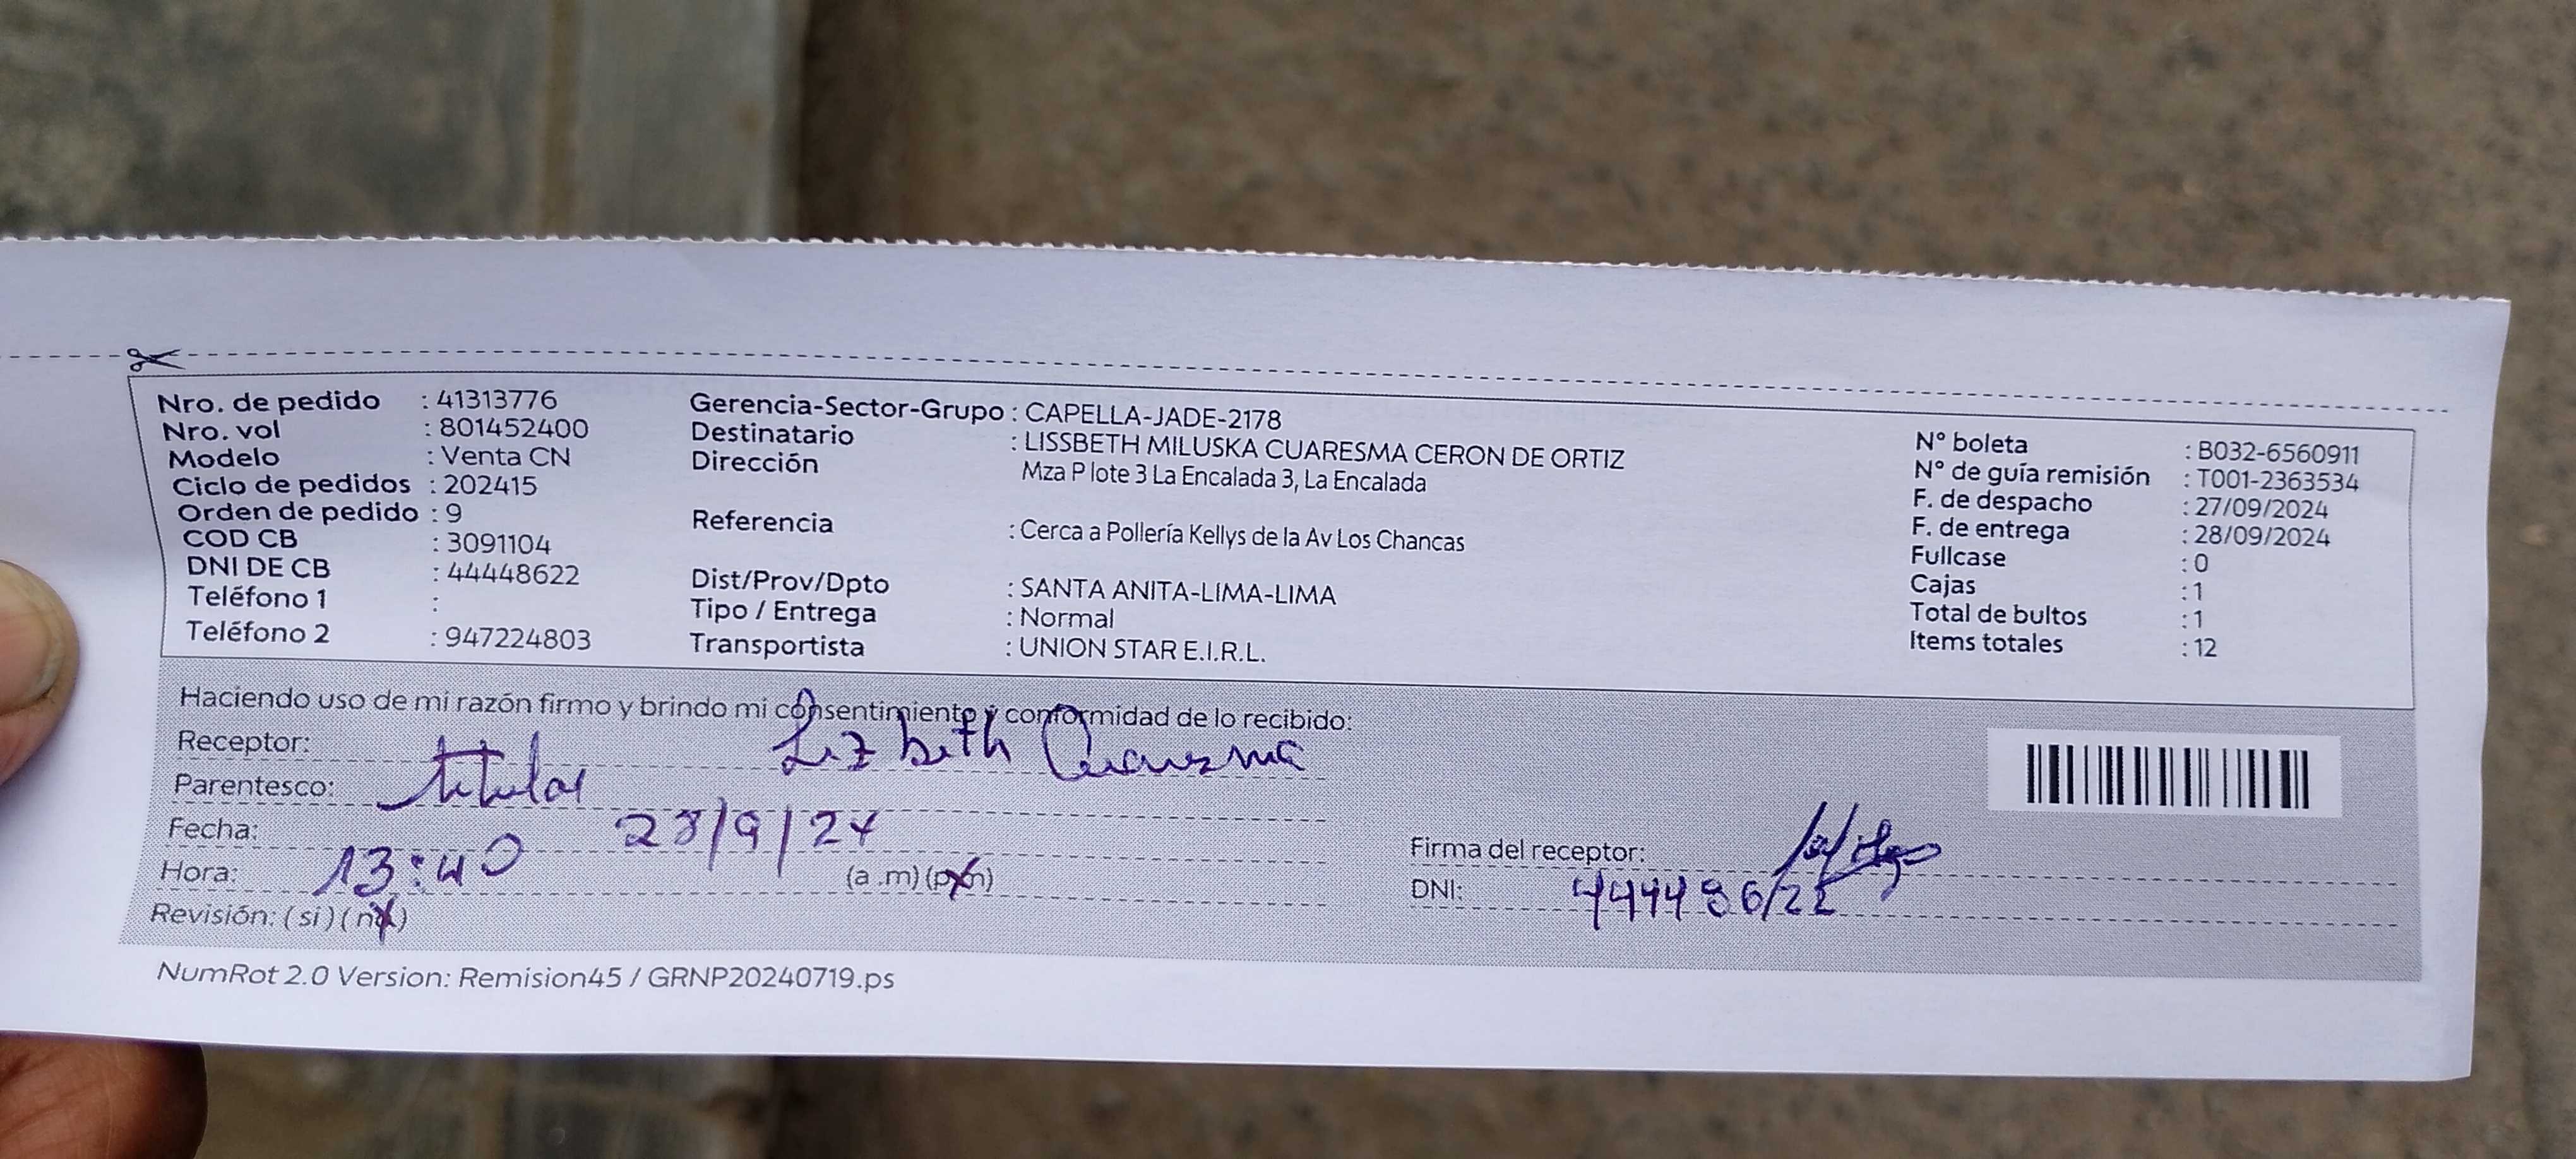 Nro. de pedido : 41313776
Nro. vol : 801452400
Modelo : Venta CN
Ciclo de pedidos : 202415
Orden de pedido : 9
COD CB : 3091104
DNI DE CB : 44448622
Teléfono 1 :
Teléfono 2 : 947224803
Gerencia-Sector-Grupo : CAPELLA-JADE-2178
Destinatario : LISSBETH MILUSKA CUARESMA CERON DE ORTIZ
Dirección Mza P lote 3 La Encalada 3, La Encalada
Referencia : Cerca a Pollería Kellys de la Av Los Chancas
Dist/Prov/Dpto : SANTA ANITA-LIMA-LIMA
Tipo / Entrega : Normal
Transportista : UNION STAR E.I.R.L.
N° boleta : B032-6560911
N° de guía remisión : T001-2363534
F. de despacho : 27/09/2024
F. de entrega : 28/09/2024
Fullcase : 0
Cajas : 1
Total de bultos : 1
Items totales : 12
Haciendo uso de mi razón firmo y brindo mi consentimiento y conformidad de lo recibido:
Receptor: Lizbeth Cuaresma
Parentesco: titular
Fecha: 28/9/24
Hora: 13:40 (a .m) (p.m)
Revisión: ( si ) ( no )
Firma del receptor:
DNI:
NumRot 2.0 Version: Remision45 / GRNP20240719.ps